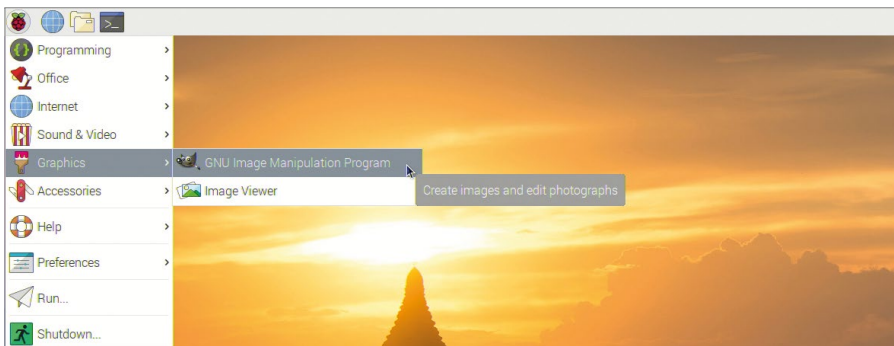 Programming
Office
Internet
Sound & Video
Graphics
GNU Image Manipulation Program
Create images and edit photographs
Accessories
Image Viewer
Help
Preferences
Run...
Shutdown...